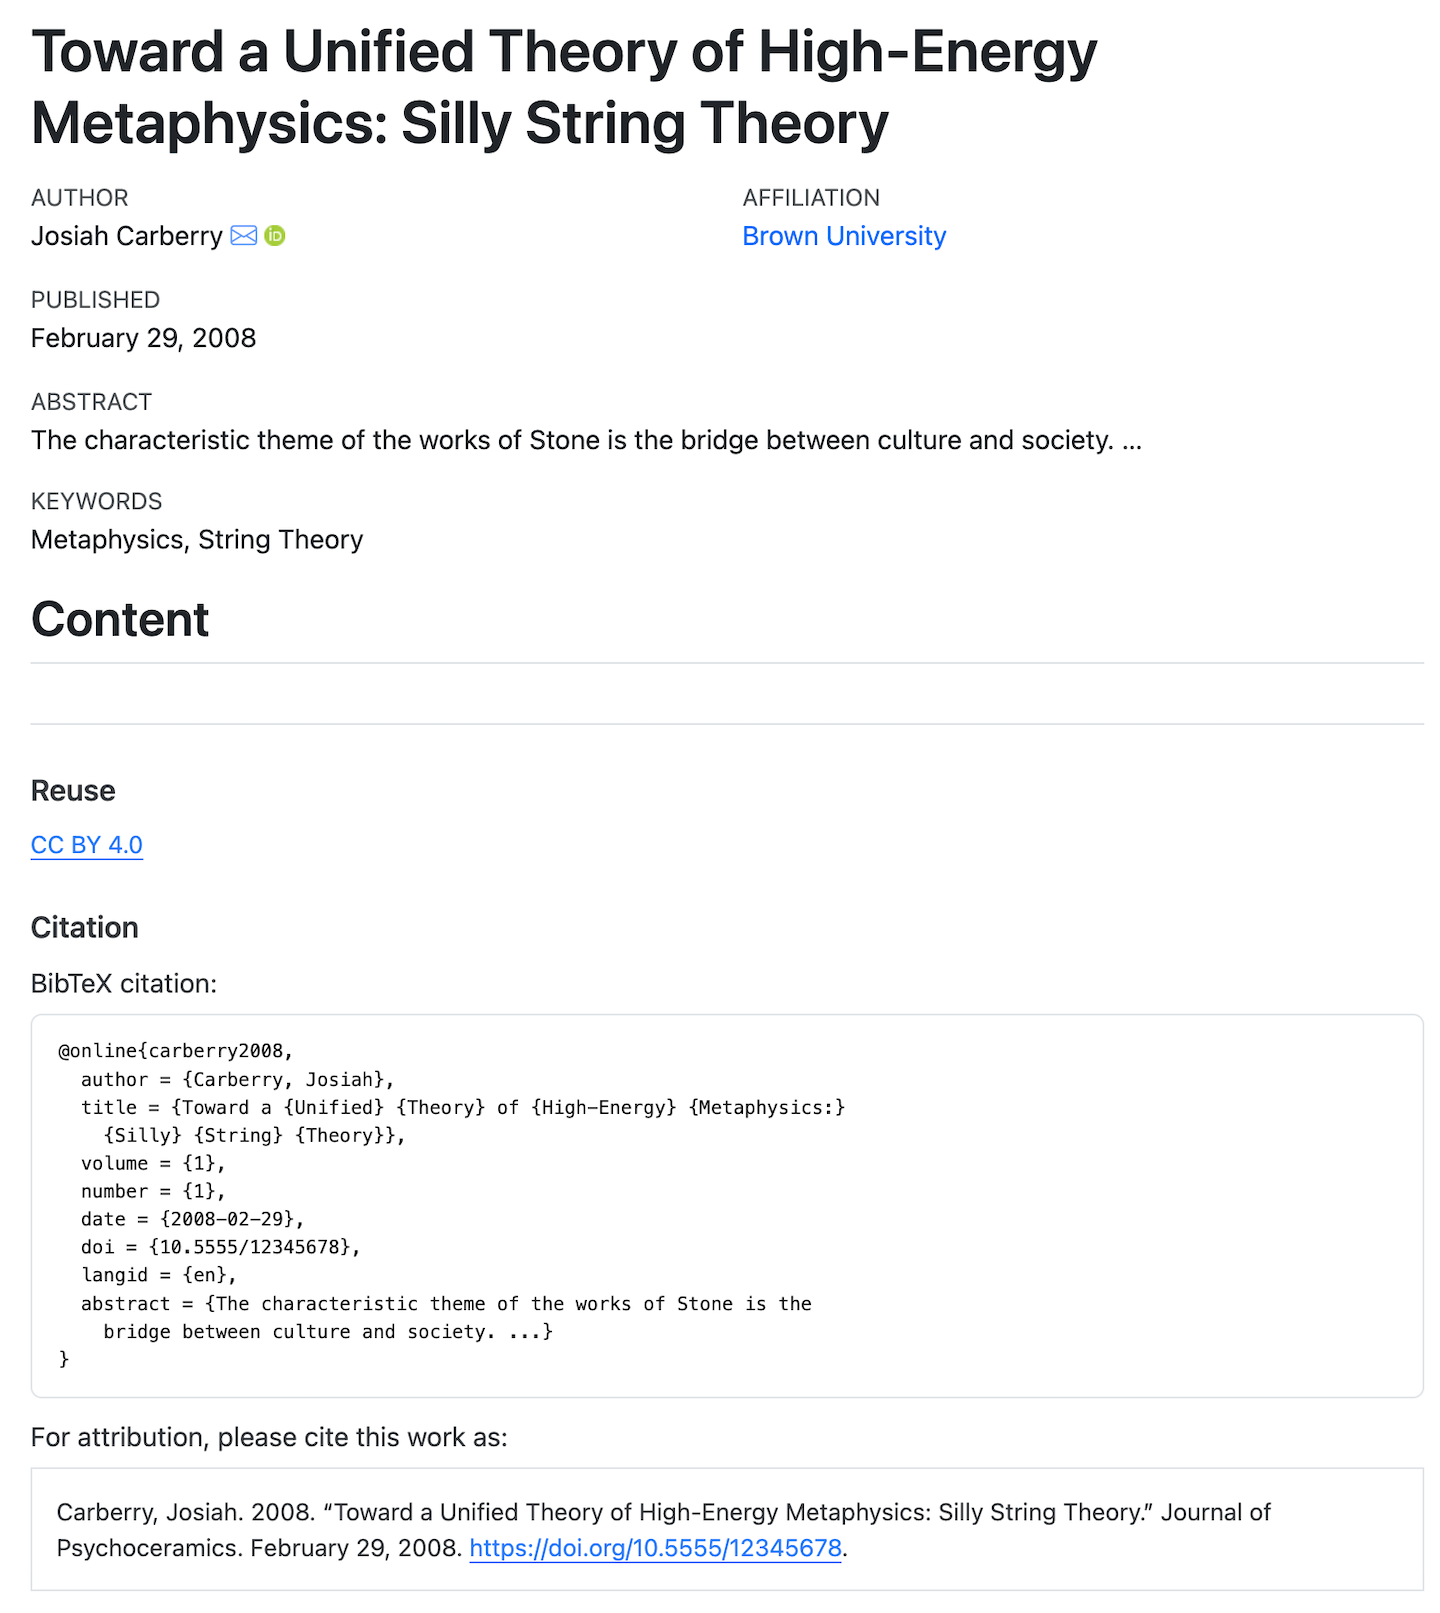 Toward a Unified Theory of High-Energy
Metaphysics: Silly String Theory
AUTHOR
AFFILIATION
Josiah Carberry iD
Brown University
PUBLISHED
February 29, 2008
ABSTRACT
The characteristic theme of the works of Stone is the bridge between culture and society. ...
KEYWORDS
Metaphysics, String Theory
Content
Reuse
CC BY 4.0
Citation
BibTeX citation:
@online{carberry2008,
  author = {Carberry, Josiah},
  title = {Toward a {Unified} {Theory} of {High-Energy} {Metaphysics:}
    {Silly} {String} {Theory}},
  volume = {1},
  number = {1},
  date = {2008-02-29},
  doi = {10.5555/12345678},
  langid = {en},
  abstract = {The characteristic theme of the works of Stone is the
    bridge between culture and society. ...}
}
For attribution, please cite this work as:
Carberry, Josiah. 2008. “Toward a Unified Theory of High-Energy Metaphysics: Silly String Theory.” Journal of
Psychoceramics. February 29, 2008. https://doi.org/10.5555/12345678.